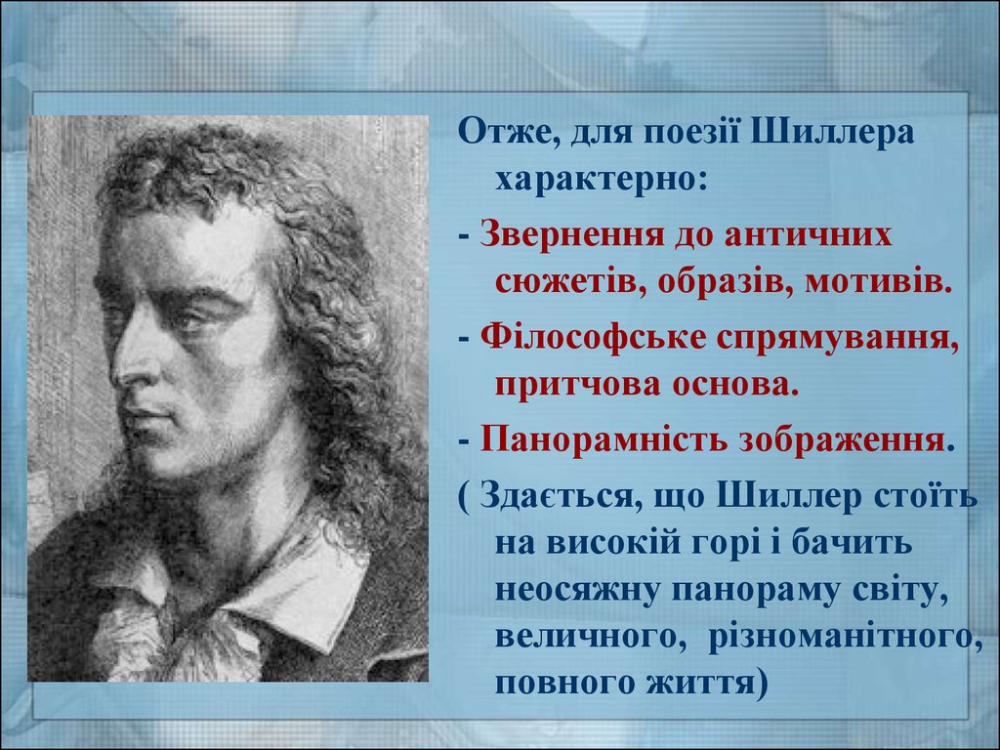 Отже, для поезії Шиллера
характерно:
- Звернення до античних
сюжетів, образів, мотивів.
- Філософське спрямування,
притчова основа.
- Панорамність зображення.
( Здається, що Шиллер стоїть
на високій горі і бачить
неосяжну панораму світу,
величного, різноманітного,
повного життя)